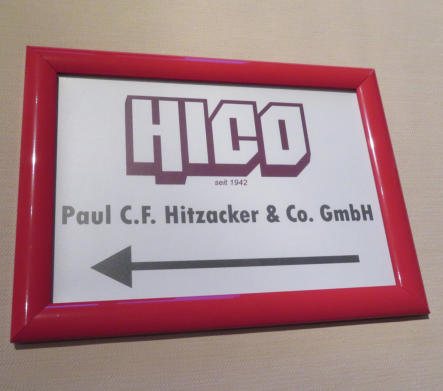 HICO
seit 1942
Paul C.F. Hitzacker & Co. GmbH